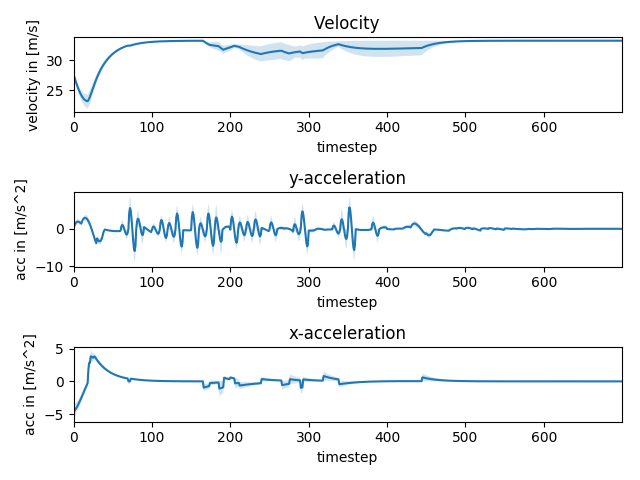 Velocity
velocity in [m/s]
30
25
0 100 200 300 400 500 600
timestep
y-acceleration
acc in [m/s^2]
0
−10
0 100 200 300 400 500 600
timestep
x-acceleration
acc in [m/s^2]
5
0
−5
0 100 200 300 400 500 600
timestep